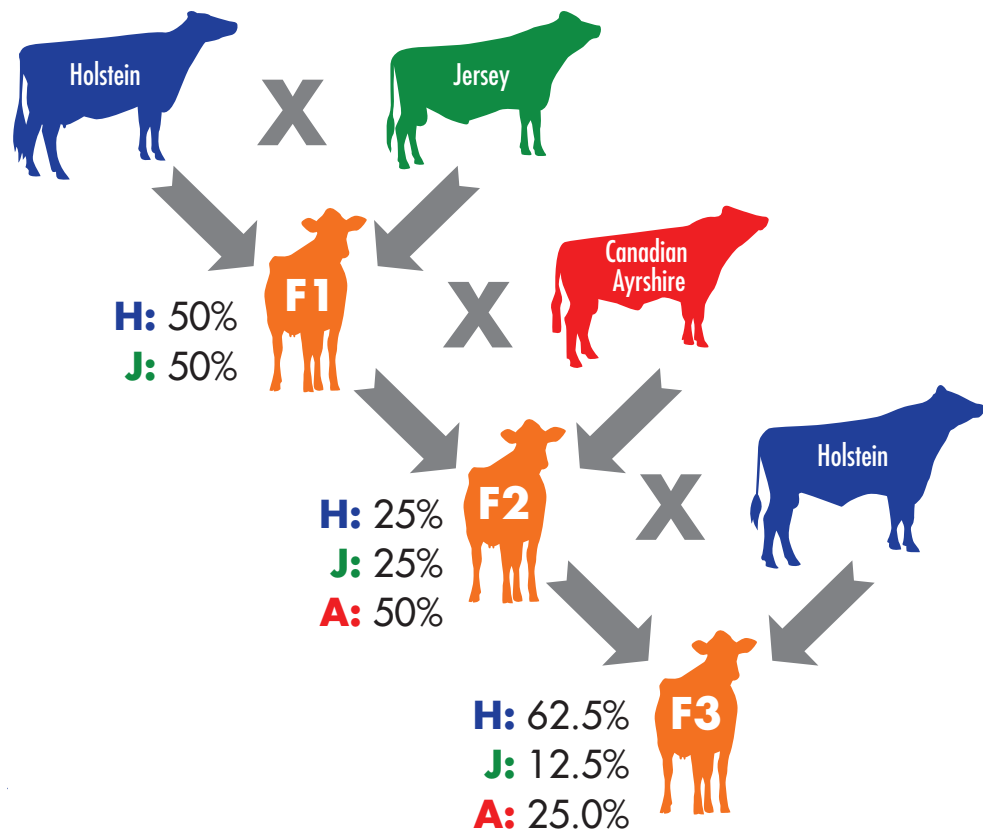 Holstein
X
Jersey
F1
H: 50%
J: 50%
X
Canadian
Ayrshire
F2
H: 25%
J: 25%
A: 50%
X
Holstein
F3
H: 62.5%
J: 12.5%
A: 25.0%